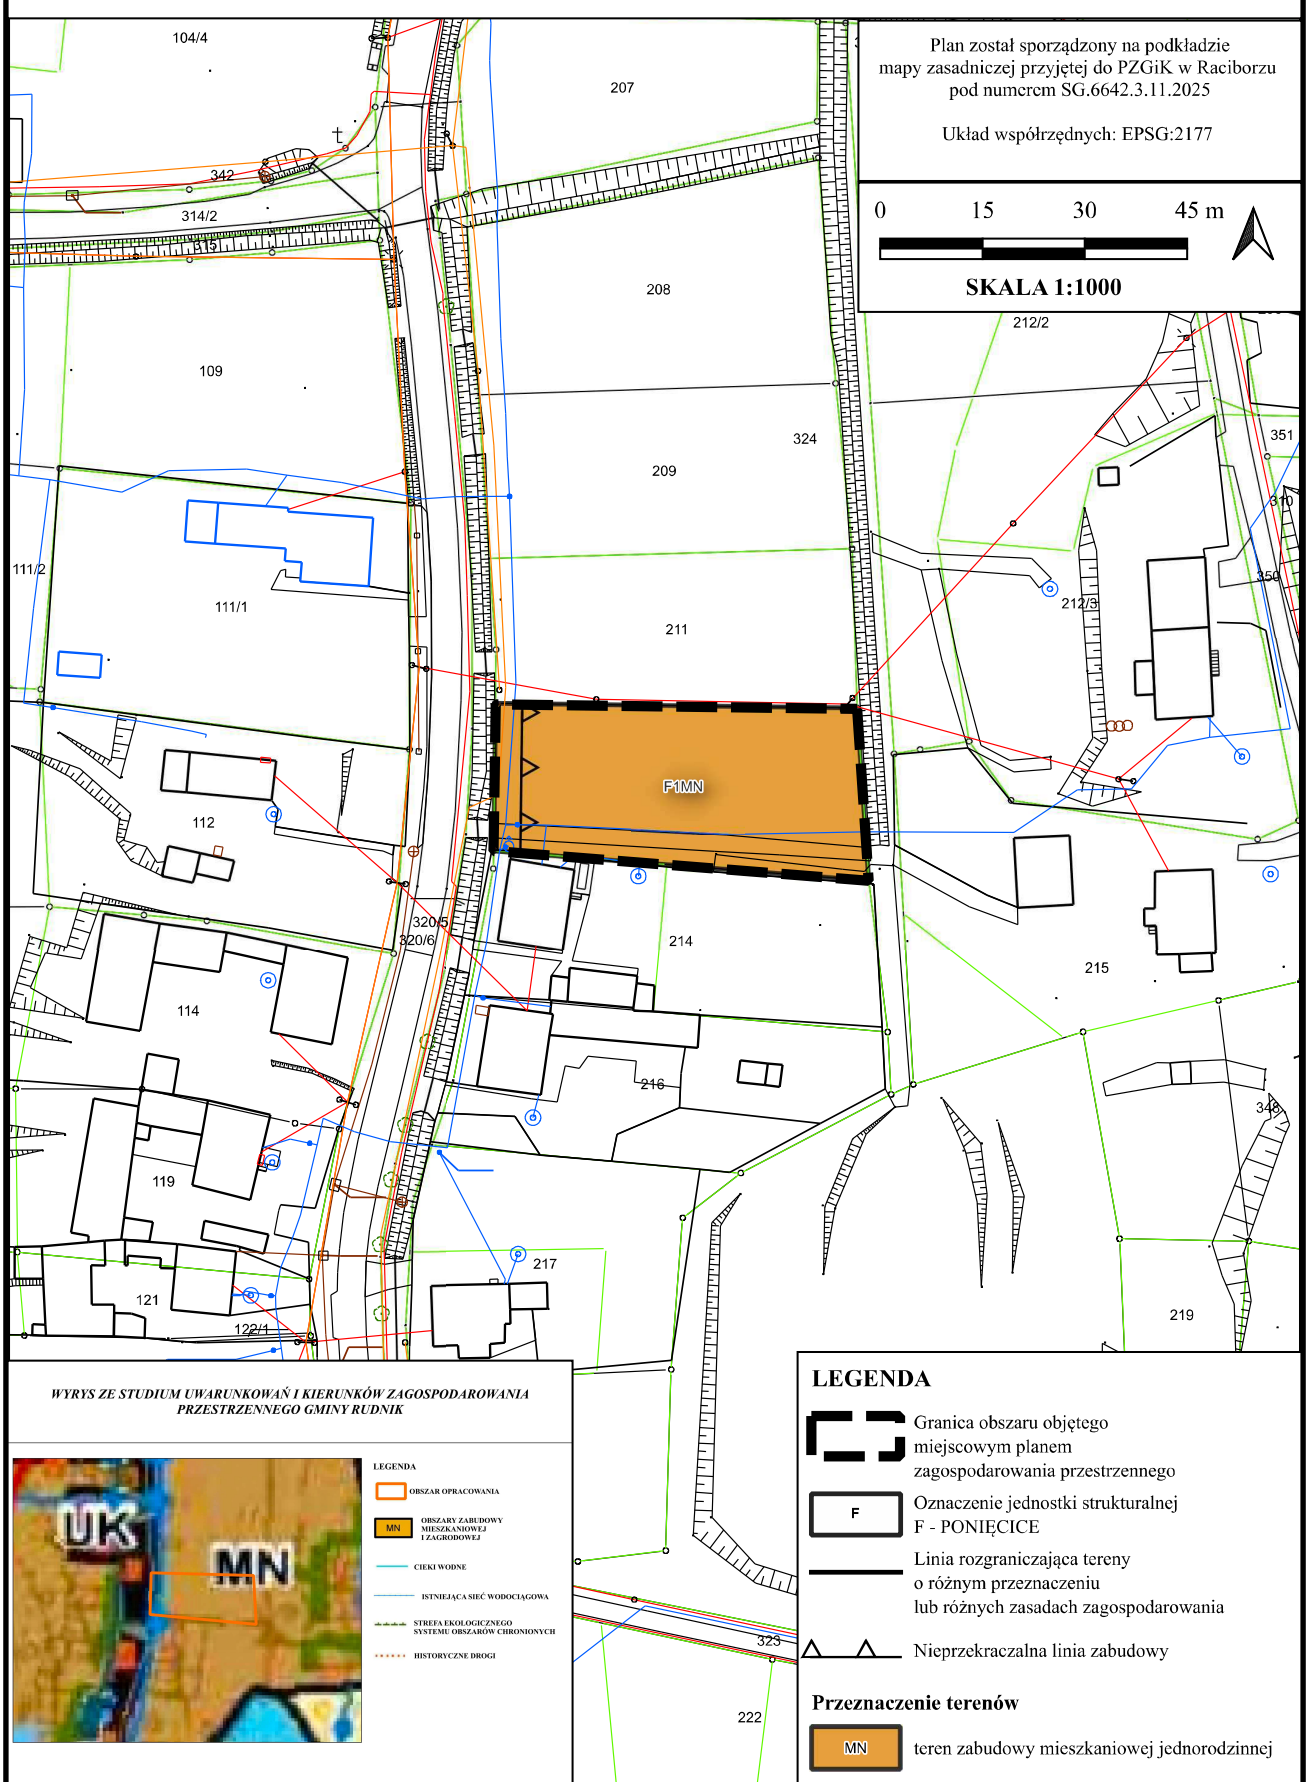 Plan został sporządzony na podkładzie
mapy zasadniczej przyjętej do PZGiK w Raciborzu
pod numerem SG.6642.3.11.2025
Układ współrzędnych: EPSG:2177
0 15 30 45 m
SKALA 1:1000
104/4
207
342
314/2
315
208
212/2
109
324
351
209
310
111/2
350
111/1
212/3
211
F1MN
112
320/5
320/6
214
215
114
216
348
119
217
121
122/1
219
323
222
WYRYS ZE STUDIUM UWARUNKOWAŃ I KIERUNKÓW ZAGOSPODAROWANIA
PRZESTRZENNEGO GMINY RUDNIK
UK
MN
LEGENDA
OBSZAR OPRACOWANIA
MN
OBSZARY ZABUDOWY
MIESZKANIOWEJ
I ZAGRODOWEJ
CIEKI WODNE
ISTNIEJĄCA SIEĆ WODOCIĄGOWA
STREFA EKOLOGICZNEGO
SYSTEMU OBSZARÓW CHRONIONYCH
HISTORYCZNE DROGI
LEGENDA
Granica obszaru objętego
miejscowym planem
zagospodarowania przestrzennego
F
Oznaczenie jednostki strukturalnej
F - PONIĘCICE
Linia rozgraniczająca tereny
o różnym przeznaczeniu
lub różnych zasadach zagospodarowania
Nieprzekraczalna linia zabudowy
Przeznaczenie terenów
MN
teren zabudowy mieszkaniowej jednorodzinnej